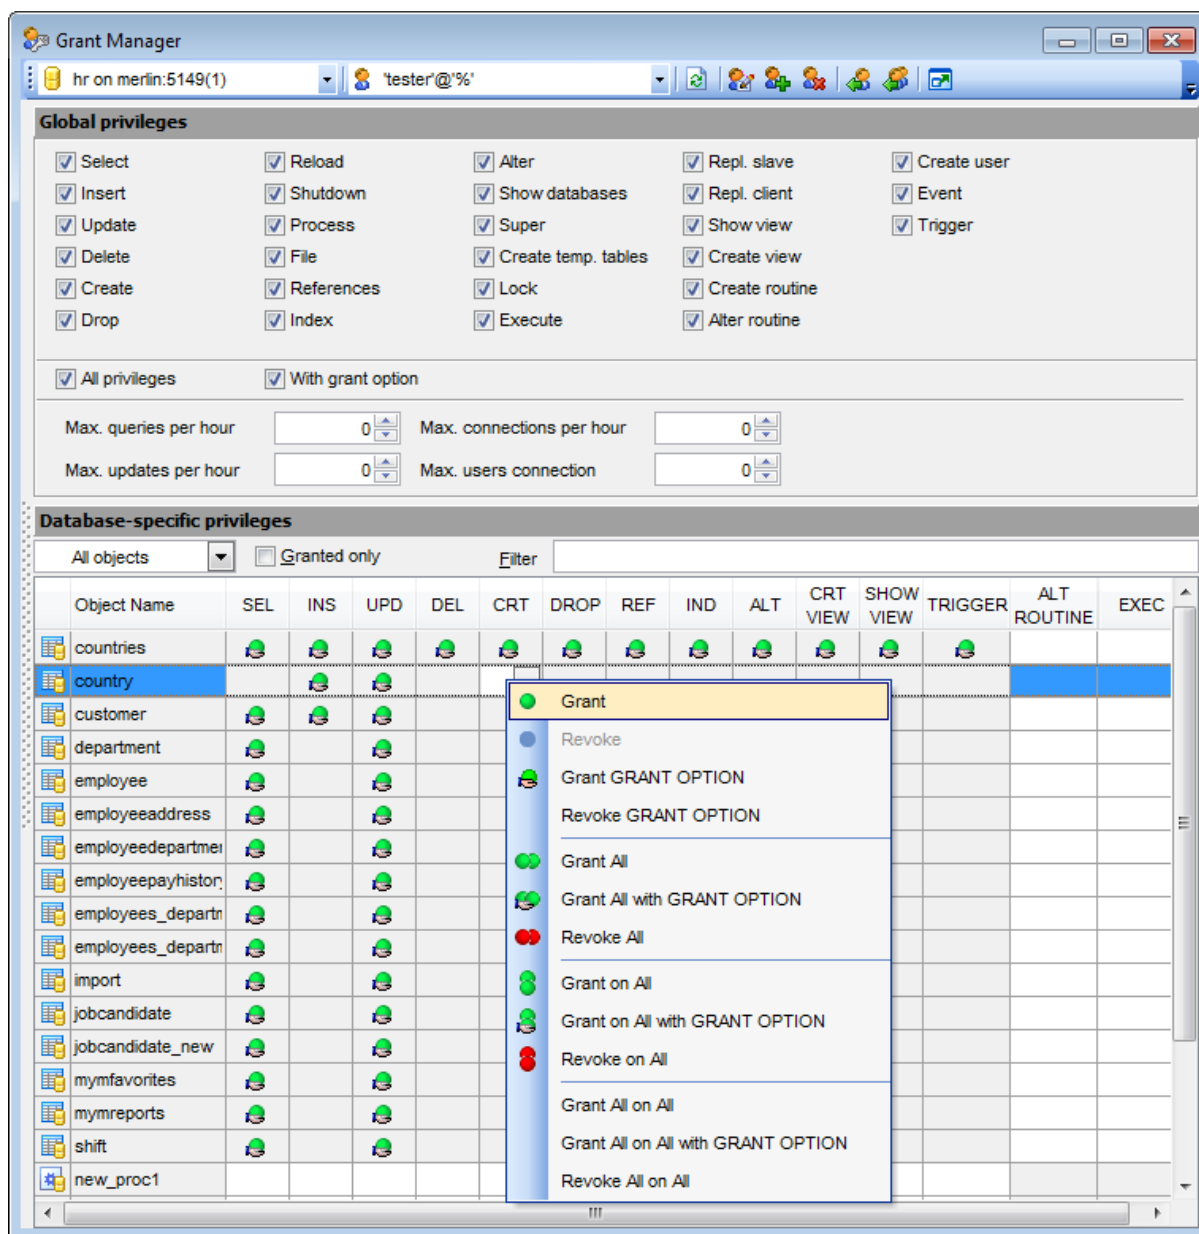 Grant Manager
hr on merlin:5149(1) 'tester'@'%'
Global privileges
Select Reload Alter Repl. slave Create user
Insert Shutdown Show databases Repl. client Event
Update Process Super Show view Trigger
Delete File Create temp. tables Create view
Create References Lock Create routine
Drop Index Execute Alter routine
All privileges With grant option
Max. queries per hour 0 Max. connections per hour 0
Max. updates per hour 0 Max. users connection 0
Database-specific privileges
All objects Granted only Filter
Object Name SEL INS UPD DEL CRT DROP REF IND ALT CRT VIEW SHOW VIEW TRIGGER ALT ROUTINE EXEC
countries
country
Grant
customer
Revoke
department
employee
Grant GRANT OPTION
employeeaddress
Revoke GRANT OPTION
employeedepartmen
Grant All
employeepayhistory
Grant All with GRANT OPTION
employees_departn
Revoke All
employees_departn
import
Grant on All
jobcandidate
Grant on All with GRANT OPTION
jobcandidate_new
Revoke on All
mymfavorites
mymreports
Grant All on All
shift
Grant All on All with GRANT OPTION
new_proc1
Revoke All on All